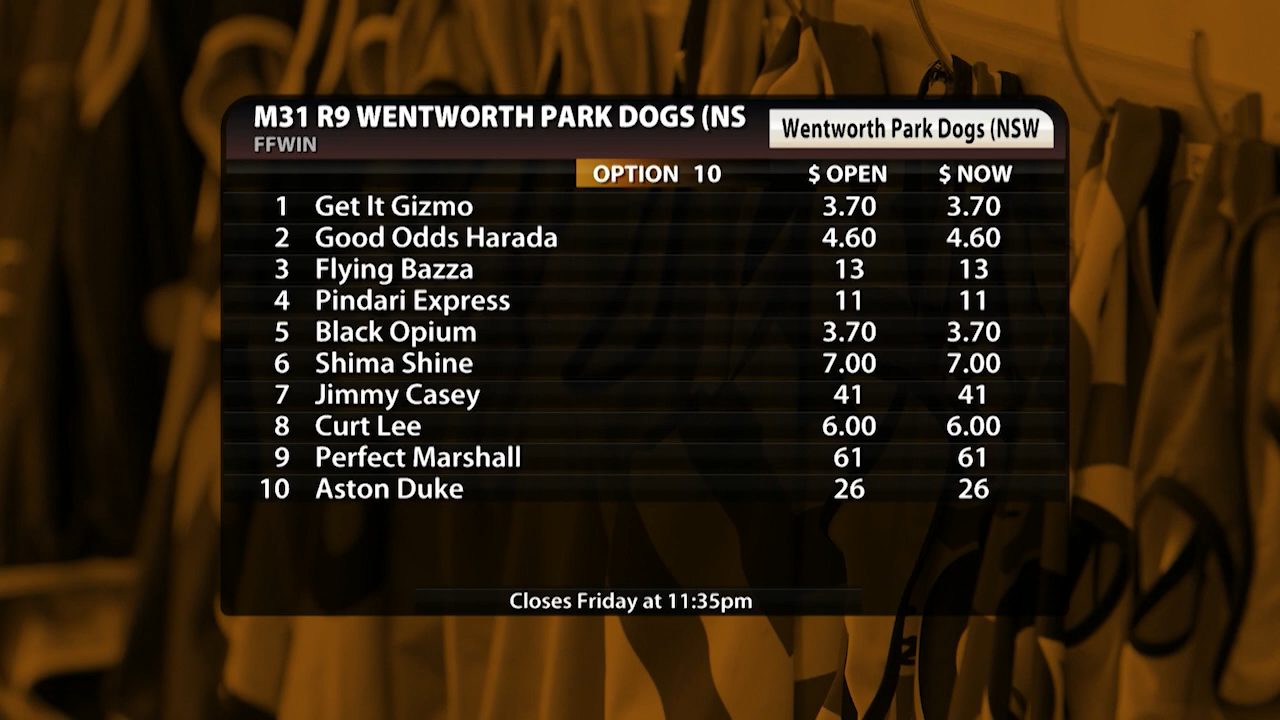 M31 R9 WENTWORTH PARK DOGS (NS
Wentworth Park Dogs (NSW
FFWIN
OPTION 10 $ OPEN $ NOW
1 Get It Gizmo 3.70 3.70
2 Good Odds Harada 4.60 4.60
3 Flying Bazza 13 13
4 Pindari Express 11 11
5 Black Opium 3.70 3.70
6 Shima Shine 7.00 7.00
7 Jimmy Casey 41 41
8 Curt Lee 6.00 6.00
9 Perfect Marshall 61 61
10 Aston Duke 26 26
Closes Friday at 11:35pm